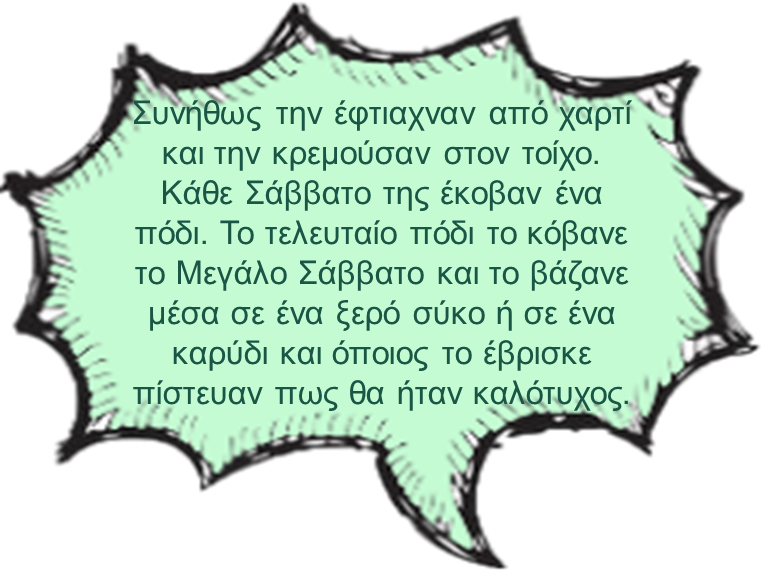 Συνήθως την έφτιαχναν από χαρτί
και την κρεμούσαν στον τοίχο.
Κάθε Σάββατο της έκοβαν ένα
πόδι. Το τελευταίο πόδι το κόβανε
το Μεγάλο Σάββατο και το βάζανε
μέσα σε ένα ξερό σύκο ή σε ένα
καρύδι και όποιος το έβρισκε
πίστευαν πως θα ήταν καλότυχος.